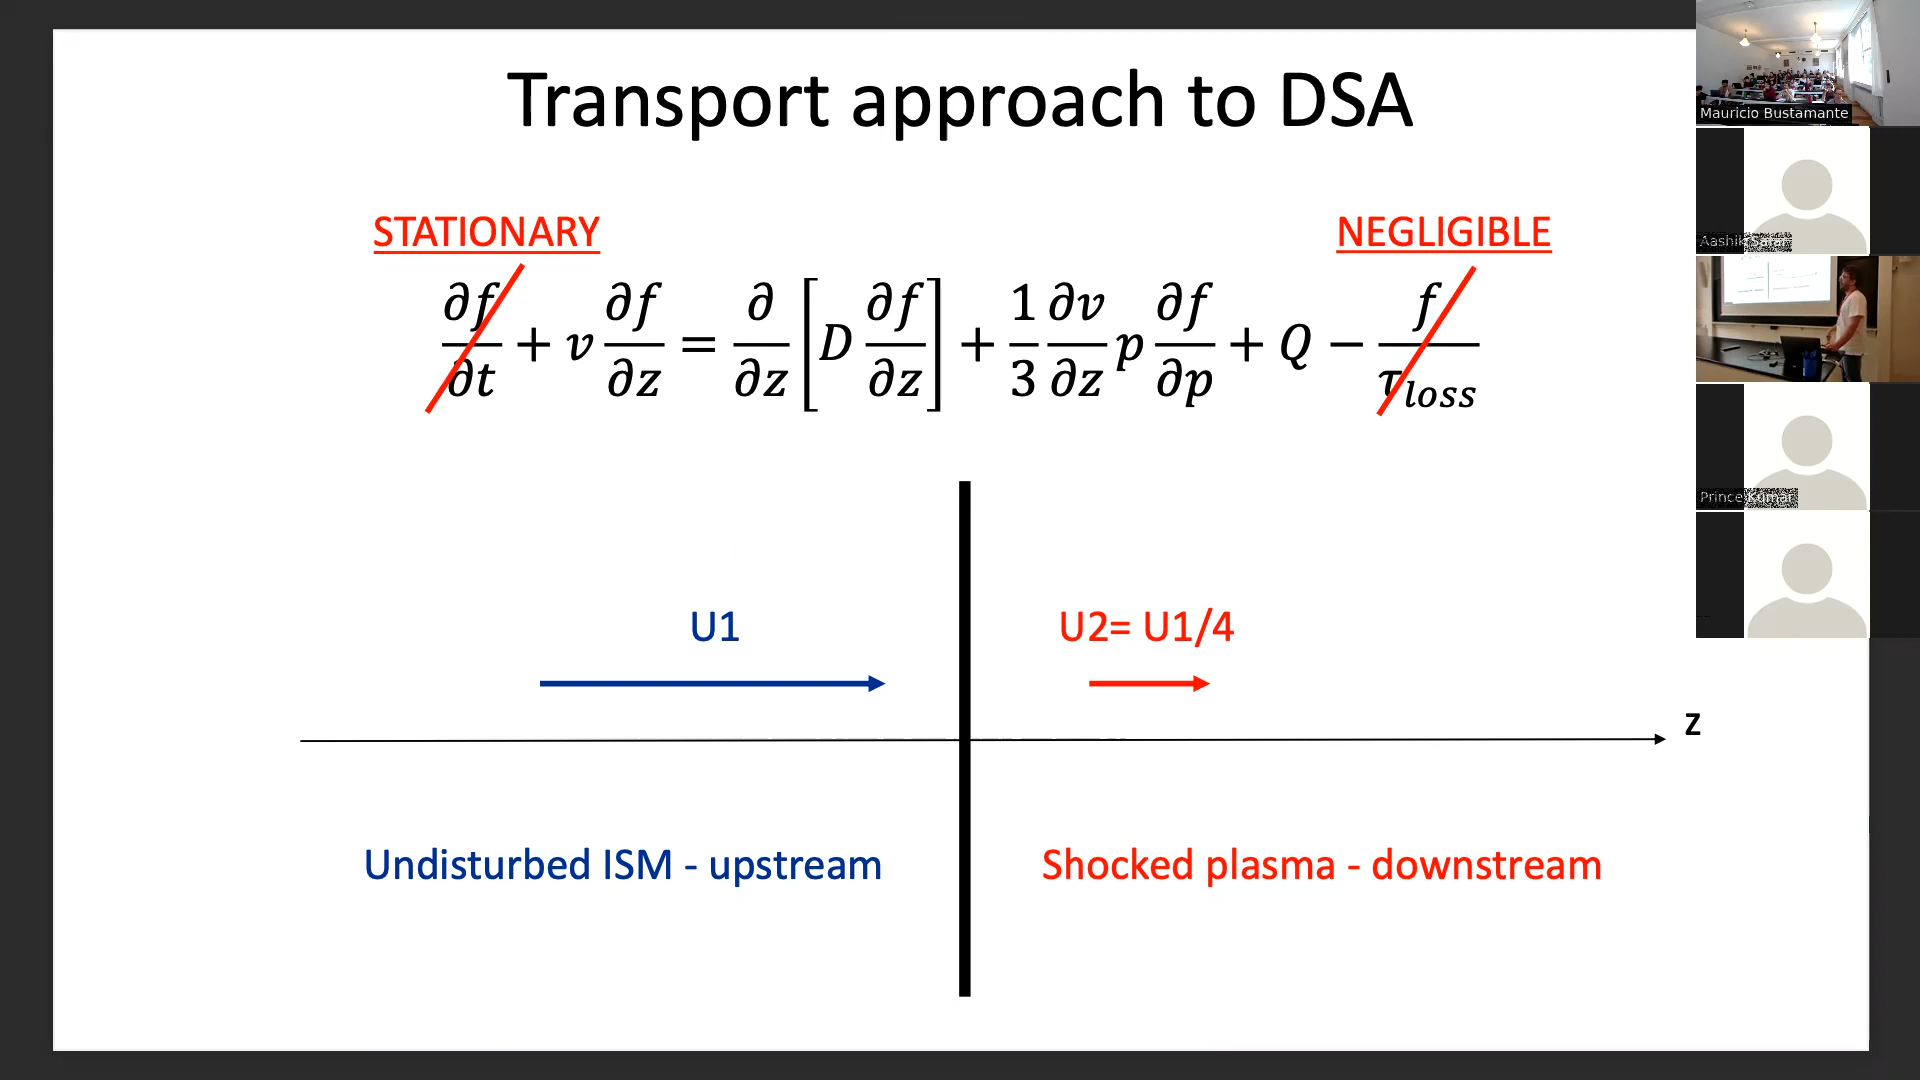 Transport approach to DSA
STATIONARY
NEGLIGIBLE
∂f/∂t + v ∂f/∂z = ∂/∂z [D ∂f/∂z] + 1/3 ∂v/∂z p ∂f/∂p + Q − f/τ_loss
U1
U2= U1/4
z
Undisturbed ISM - upstream
Shocked plasma - downstream
Mauricio Bustamante
Prince Kumar